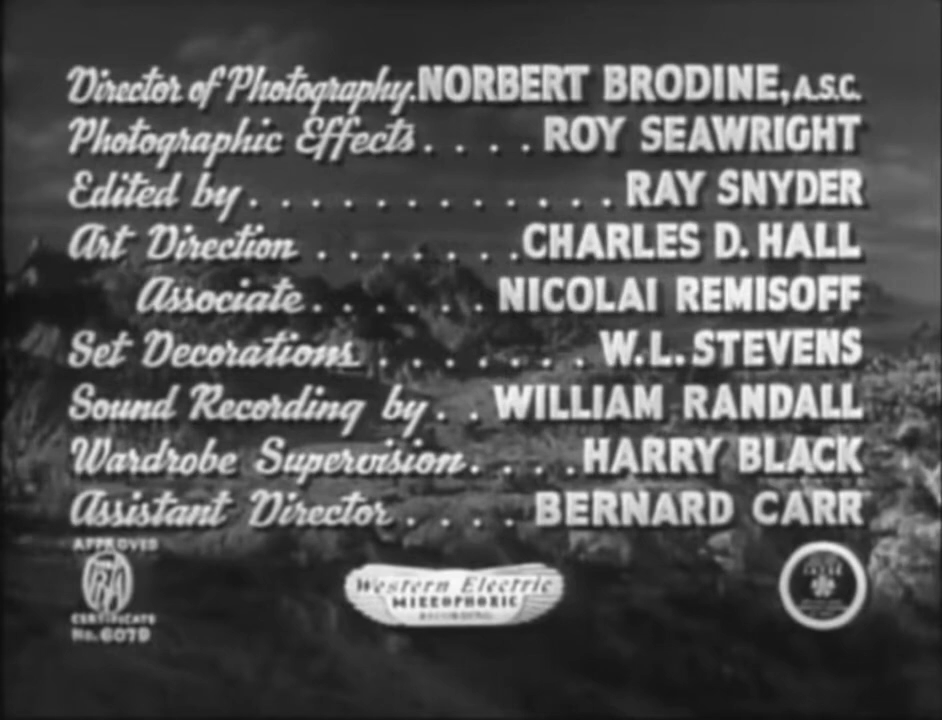 Director of Photography.NORBERT BRODINE, A.S.C.
Photographic Effects . . . . ROY SEAWRIGHT
Edited by . . . . . . . . . . . . . RAY SNYDER
Art Direction . . . . . . . CHARLES D. HALL
Associate . . . . . . NICOLAI REMISOFF
Set Decorations . . . . . . . . W. L. STEVENS
Sound Recording by . . WILLIAM RANDALL
Wardrobe Supervision . . . . HARRY BLACK
Assistant Director . . . . BERNARD CARR
APPROVED
CERTIFICATE
No. 6079
Western Electric
MIRROPHONIC
RECORDING